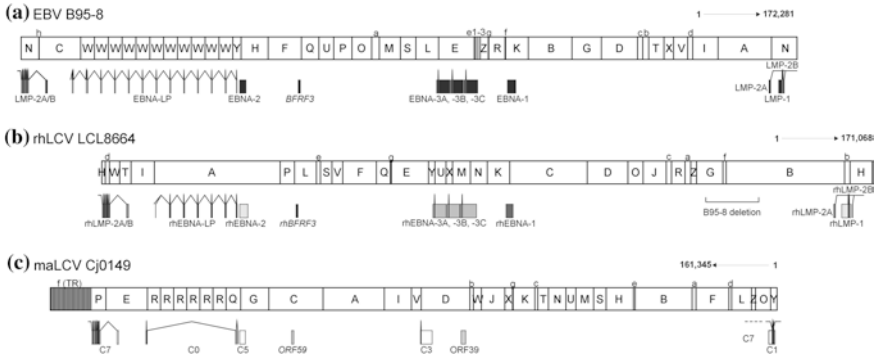 (a) EBV B95-8
1 172,281
h a e1-3 g f c b d
N C W W W W W W W W W W W Y H F Q U P O M S L E Z R K B G D T X V I A N
LMP-2A/B EBNA-LP EBNA-2 BFRF3 EBNA-3A, -3B, -3C EBNA-1 LMP-2A LMP-2B LMP-1
(b) rhLCV LCL8664
1 171,068
d e g c a f b
H W T I A P L S V F Q E Y U X M N K C D O J R Z G B H
rhLMP-2A/B rhEBNA-LP rhEBNA-2 rhBFRF3 rhEBNA-3A, -3B, -3C rhEBNA-1 B95-8 deletion rhLMP-2A rhLMP-2B rhLMP-1
(c) maLCV Cj0149
161,345 1
f (TR) b g c e a d
P E R R R R R R Q G C A I V D W J X K T N U M S H B F L Z O Y
C7 C0 C5 ORF59 C3 ORF39 C7 C1